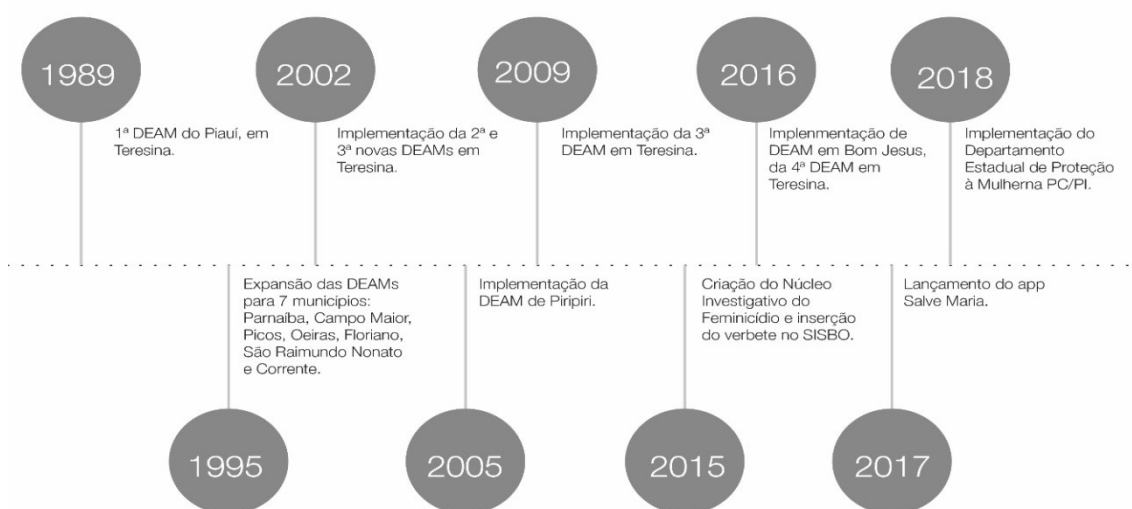 1989
2002
2009
2016
2018
1ª DEAM do Piauí, em
Teresina.
Implementação da 2ª e
3ª novas DEAMs em
Teresina.
Implementação da 3ª
DEAM em Teresina.
Implenmentação de
DEAM em Bom Jesus,
da 4ª DEAM em
Teresina.
Implementação do
Departamento
Estadual de Proteção
à Mulherna PC/PI.
Expansão das DEAMs
para 7 municípios:
Parnaíba, Campo Maior,
Picos, Oeiras, Floriano,
São Raimundo Nonato
e Corrente.
Implementação da
DEAM de Piripiri.
Criação do Núcleo
Investigativo do
Feminicídio e inserção
do verbete no SISBO.
Lançamento do app
Salve Maria.
1995
2005
2015
2017